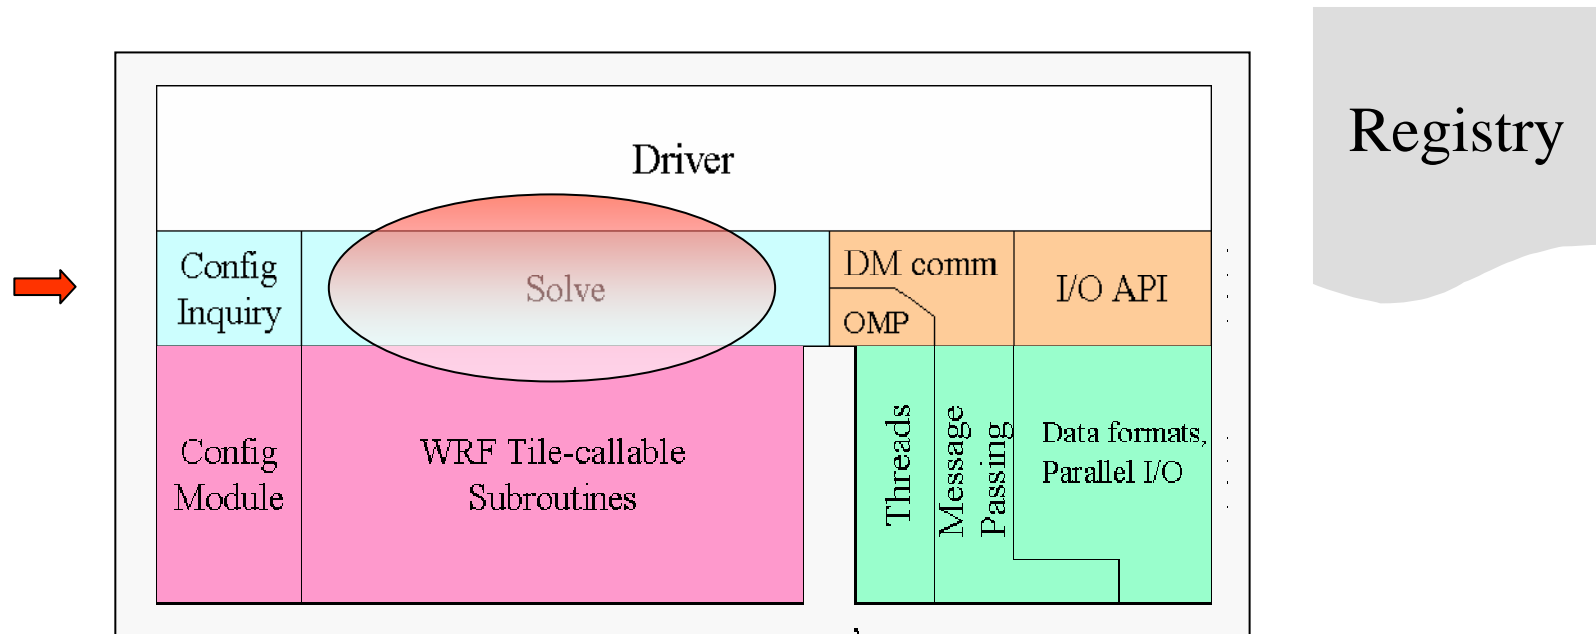 Registry
Driver
Config
Inquiry
Solve
DM comm
OMP
I/O API
Config
Module
WRF Tile-callable
Subroutines
Threads
Message
Passing
Data formats,
Parallel I/O